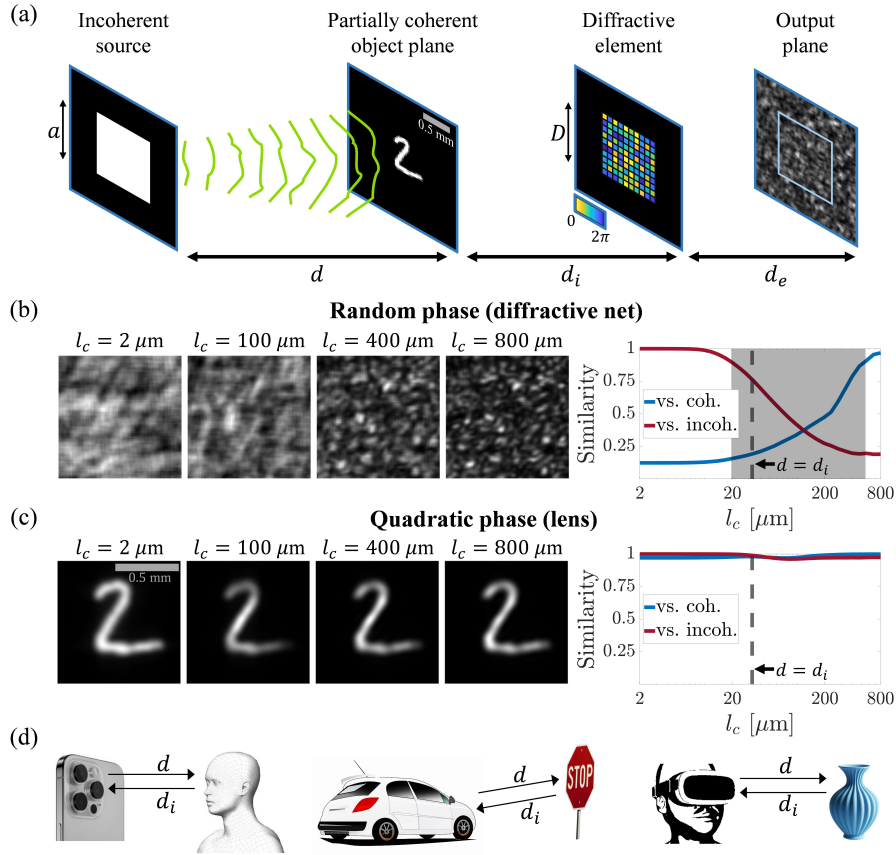 (a)
Incoherent
source
Partially coherent
object plane
Diffractive
element
Output
plane
a
0.5 mm
D
0
2π
d
d_i
d_e
(b)
Random phase (diffractive net)
l_c = 2 μm
l_c = 100 μm
l_c = 400 μm
l_c = 800 μm
Similarity
1
0.75
0.5
0.25
vs. coh.
vs. incoh.
d = d_i
2
20
200
800
l_c [μm]
(c)
Quadratic phase (lens)
l_c = 2 μm
l_c = 100 μm
l_c = 400 μm
l_c = 800 μm
0.5 mm
Similarity
1
0.75
0.5
0.25
vs. coh.
vs. incoh.
d = d_i
2
20
200
800
l_c [μm]
(d)
d
d_i
d
d_i
STOP
d
d_i